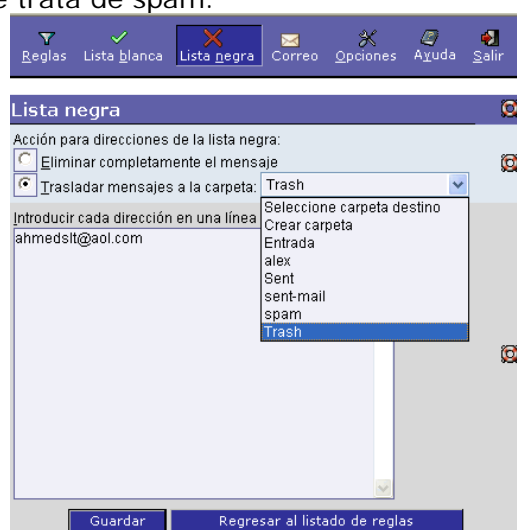 e trata de spam.
Reglas Lista blanca Lista negra Correo Opciones Ayuda Salir
Lista negra
Acción para direcciones de la lista negra:
Eliminar completamente el mensaje
Trasladar mensajes a la carpeta: Trash
Introducir cada dirección en una línea
ahmedslt@aol.com
Seleccione carpeta destino
Crear carpeta
Entrada
alex
Sent
sent-mail
spam
Trash
Guardar Regresar al listado de reglas